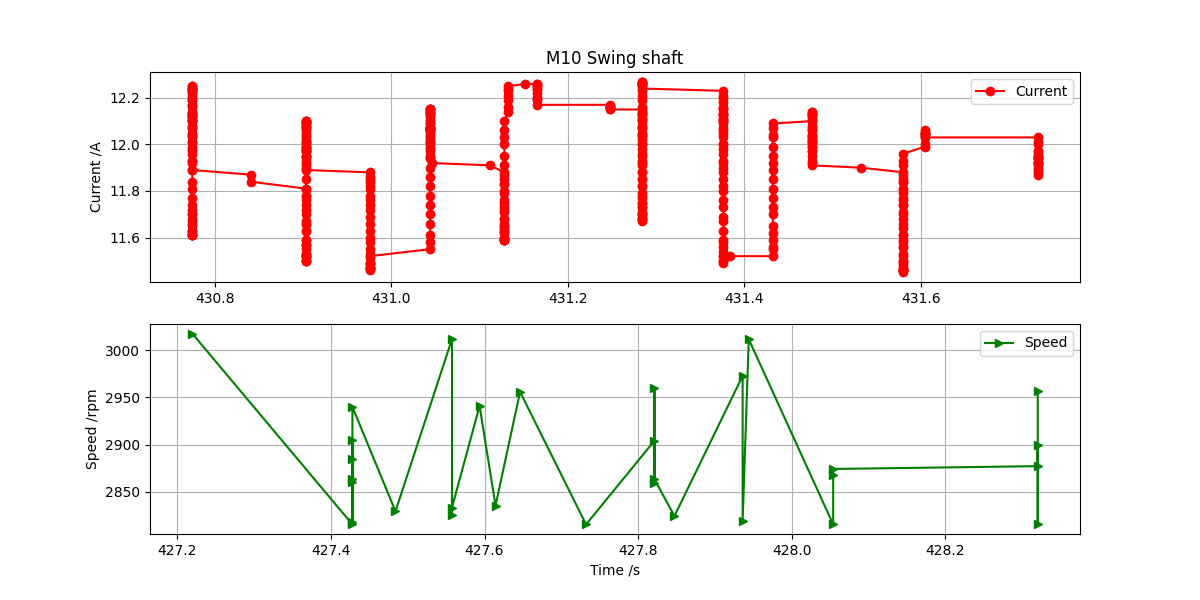 M10 Swing shaft
12.2
12.0
11.8
11.6
Current /A
Current
430.8 431.0 431.2 431.4 431.6
3000
2950
2900
2850
Speed /rpm
Speed
427.2 427.4 427.6 427.8 428.0 428.2
Time /s